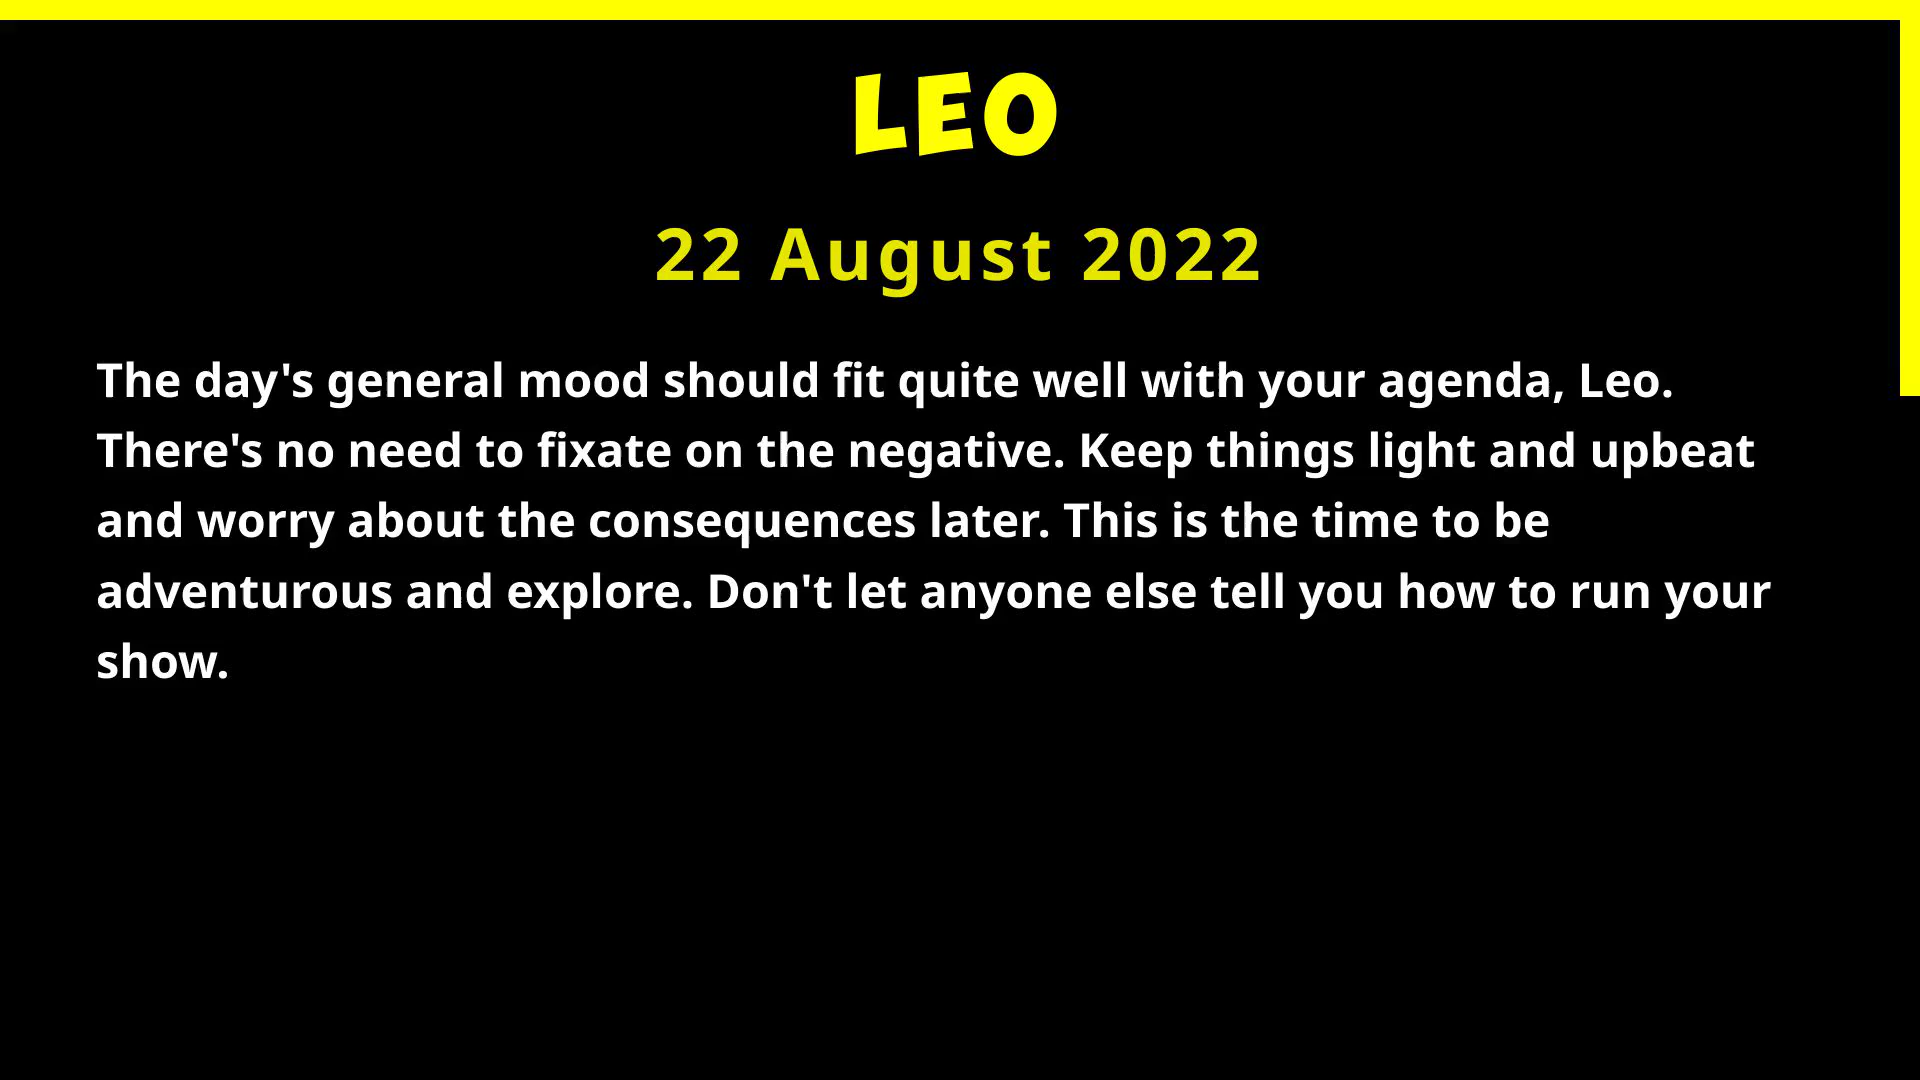 LEO
22 August 2022
The day's general mood should fit quite well with your agenda, Leo.
There's no need to fixate on the negative. Keep things light and upbeat
and worry about the consequences later. This is the time to be
adventurous and explore. Don't let anyone else tell you how to run your
show.